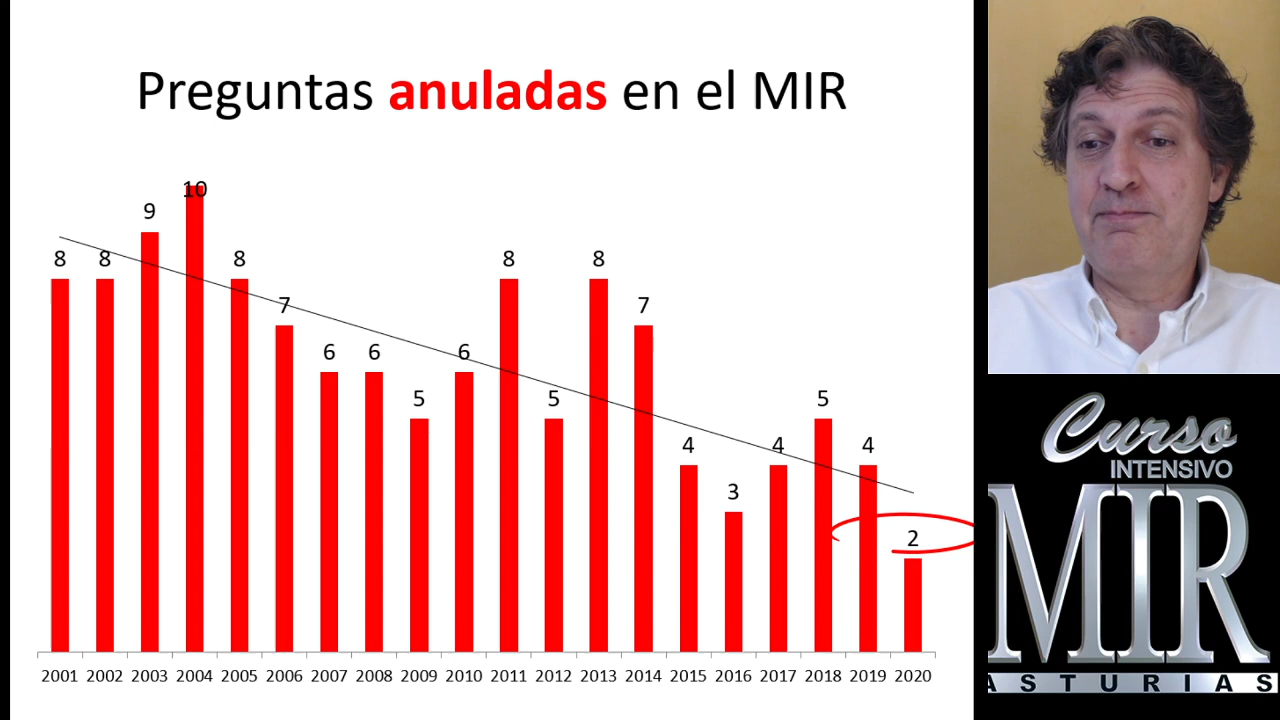 Preguntas anuladas en el MIR
8 8 9 10 8 7 6 6 5 6 8 5 8 7 4 3 4 5 4 2
2001 2002 2003 2004 2005 2006 2007 2008 2009 2010 2011 2012 2013 2014 2015 2016 2017 2018 2019 2020
Curso
INTENSIVO
MIR
ASTURIAS